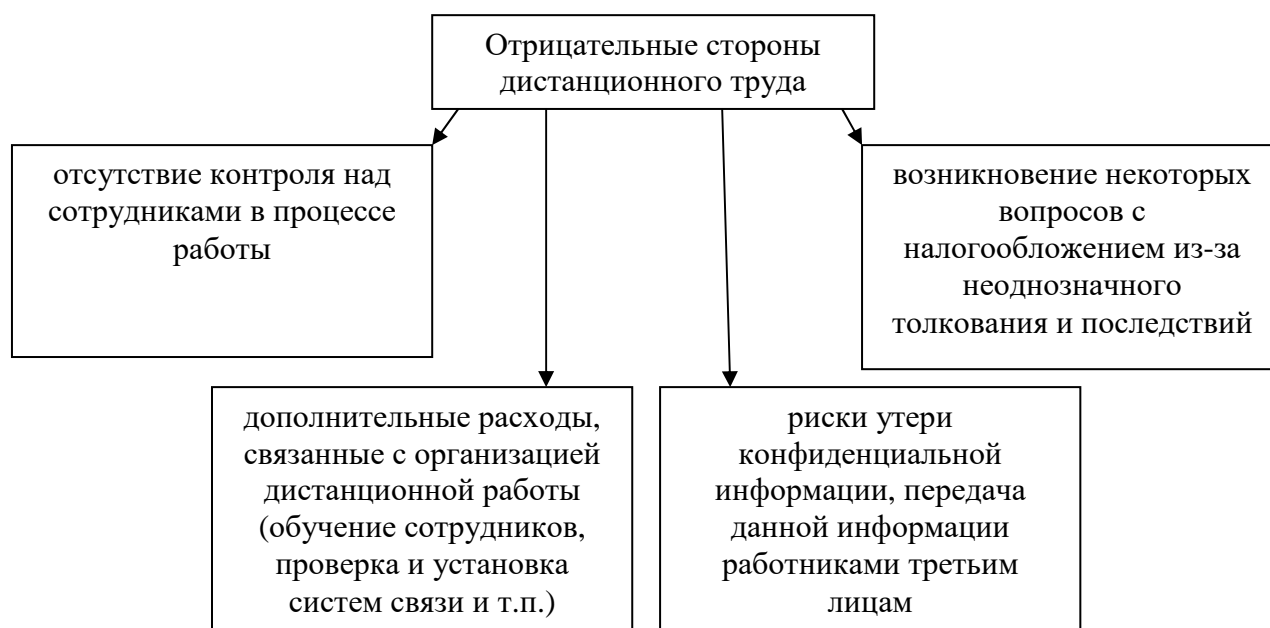 Отрицательные стороны
дистанционного труда
отсутствие контроля над
сотрудниками в процессе
работы
возникновение некоторых
вопросов с
налогообложением из-за
неоднозначного
толкования и последствий
дополнительные расходы,
связанные с организацией
дистанционной работы
(обучение сотрудников,
проверка и установка
систем связи и т.п.)
риски утери
конфиденциальной
информации, передача
данной информации
работниками третьим
лицам